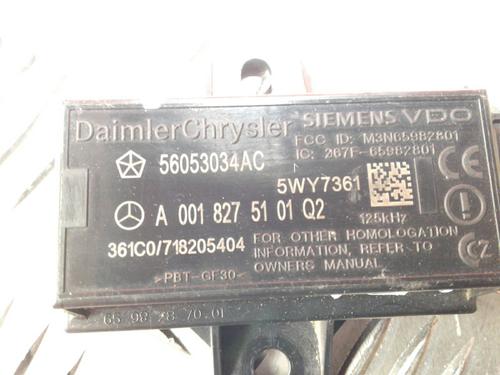 DaimlerChrysler
SIEMENS VDO
FCC ID: M3N65982801
IC: 267F-65982801
56053034AC
5WY7361
A 001 827 51 01 Q2
125kHz
361C0/718205404
FOR OTHER HOMOLOGATION
INFORMATION, REFER TO
OWNERS MANUAL
>PBT-GF30<
CE
65 98 28 70.01